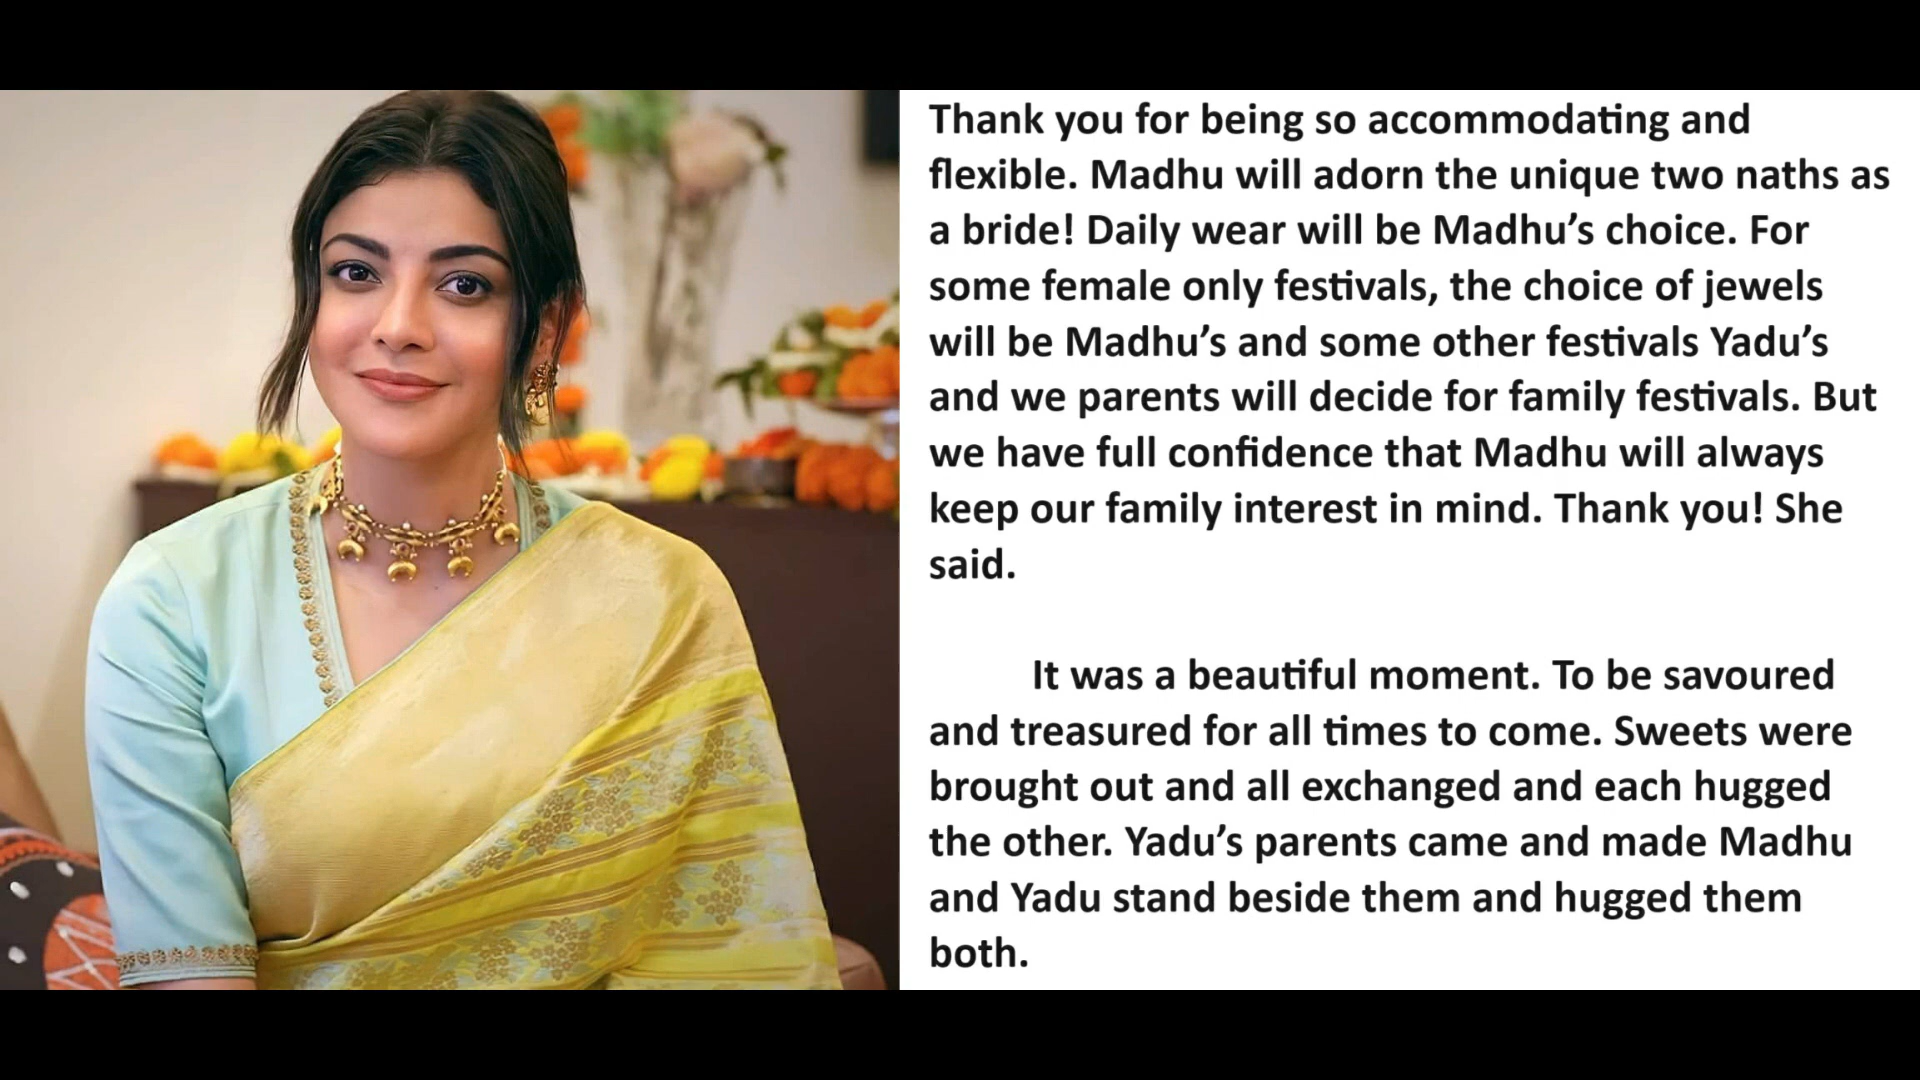 Thank you for being so accommodating and
flexible. Madhu will adorn the unique two naths as
a bride! Daily wear will be Madhu’s choice. For
some female only festivals, the choice of jewels
will be Madhu’s and some other festivals Yadu’s
and we parents will decide for family festivals. But
we have full confidence that Madhu will always
keep our family interest in mind. Thank you! She
said.
It was a beautiful moment. To be savoured
and treasured for all times to come. Sweets were
brought out and all exchanged and each hugged
the other. Yadu’s parents came and made Madhu
and Yadu stand beside them and hugged them
both.